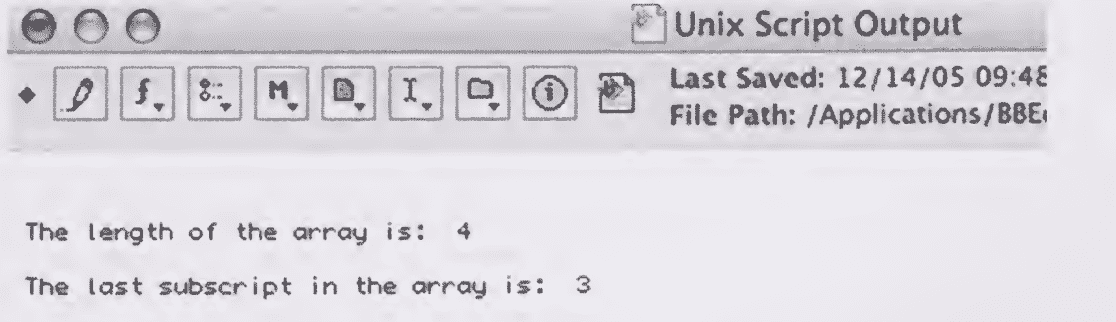 Unix Script Output
Last Saved: 12/14/05 09:48
File Path: /Applications/BBE
The length of the array is: 4
The last subscript in the array is: 3